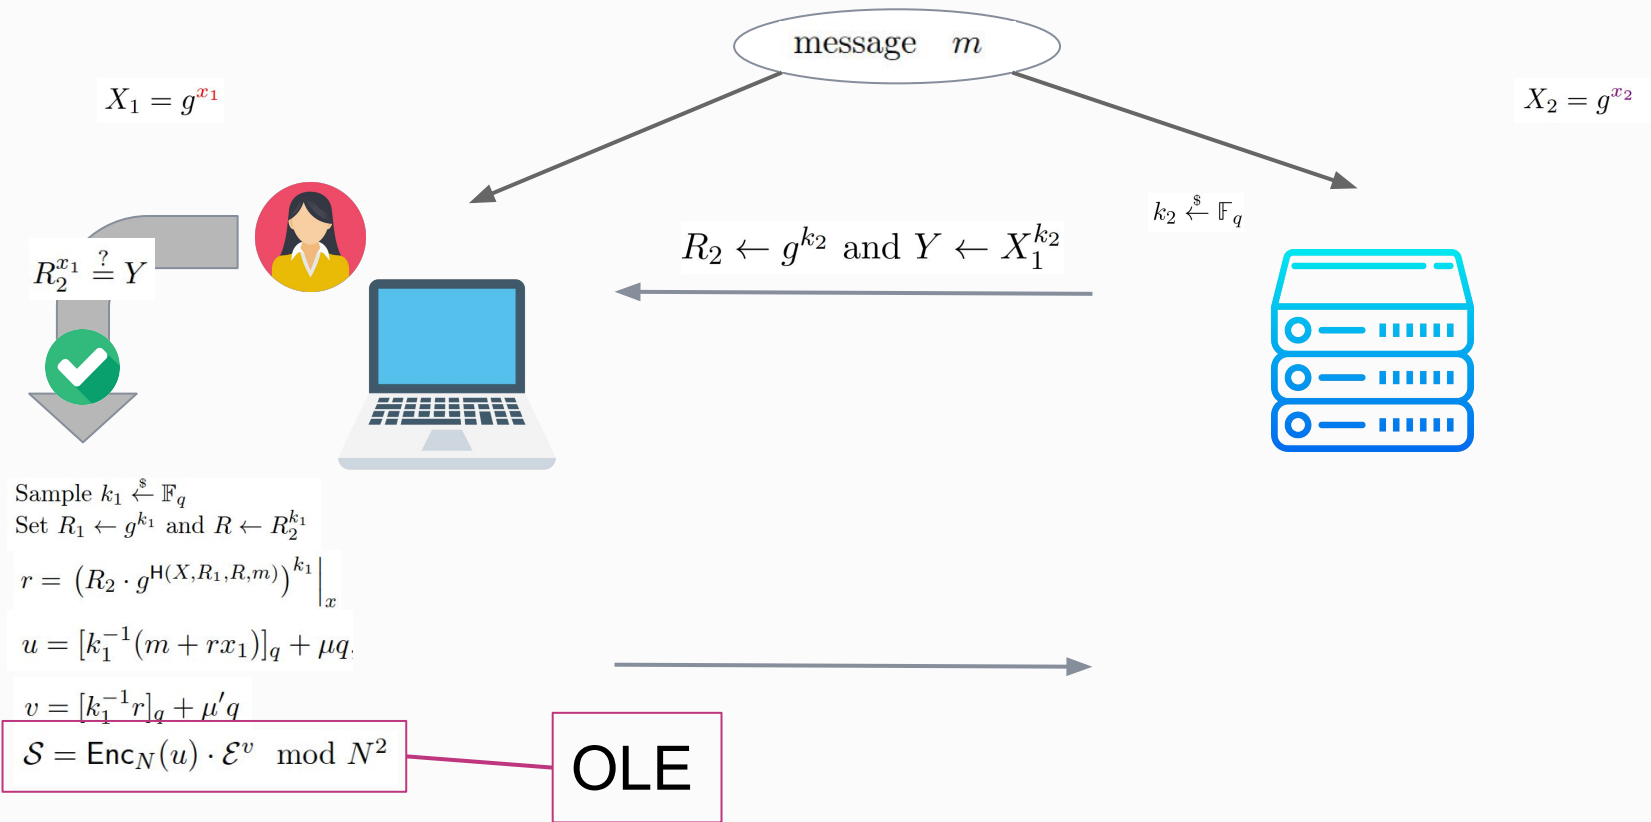 message m
X₁ = g^{x₁}
X₂ = g^{x₂}
k₂ ←^{$} 𝔽_q
R₂ ← g^{k₂} and Y ← X₁^{k₂}
R₂^{x₁} =^{?} Y
Sample k₁ ←^{$} 𝔽_q
Set R₁ ← g^{k₁} and R ← R₂^{k₁}
r = (R₂ · g^{H(X,R₁,R,m)})^{k₁}|_x
u = [k₁^{−1}(m + rx₁)]_q + μq,
v = [k₁^{−1}r]_q + μ′q
𝒮 = Enc_N(u) · ℰ^v mod N²
OLE